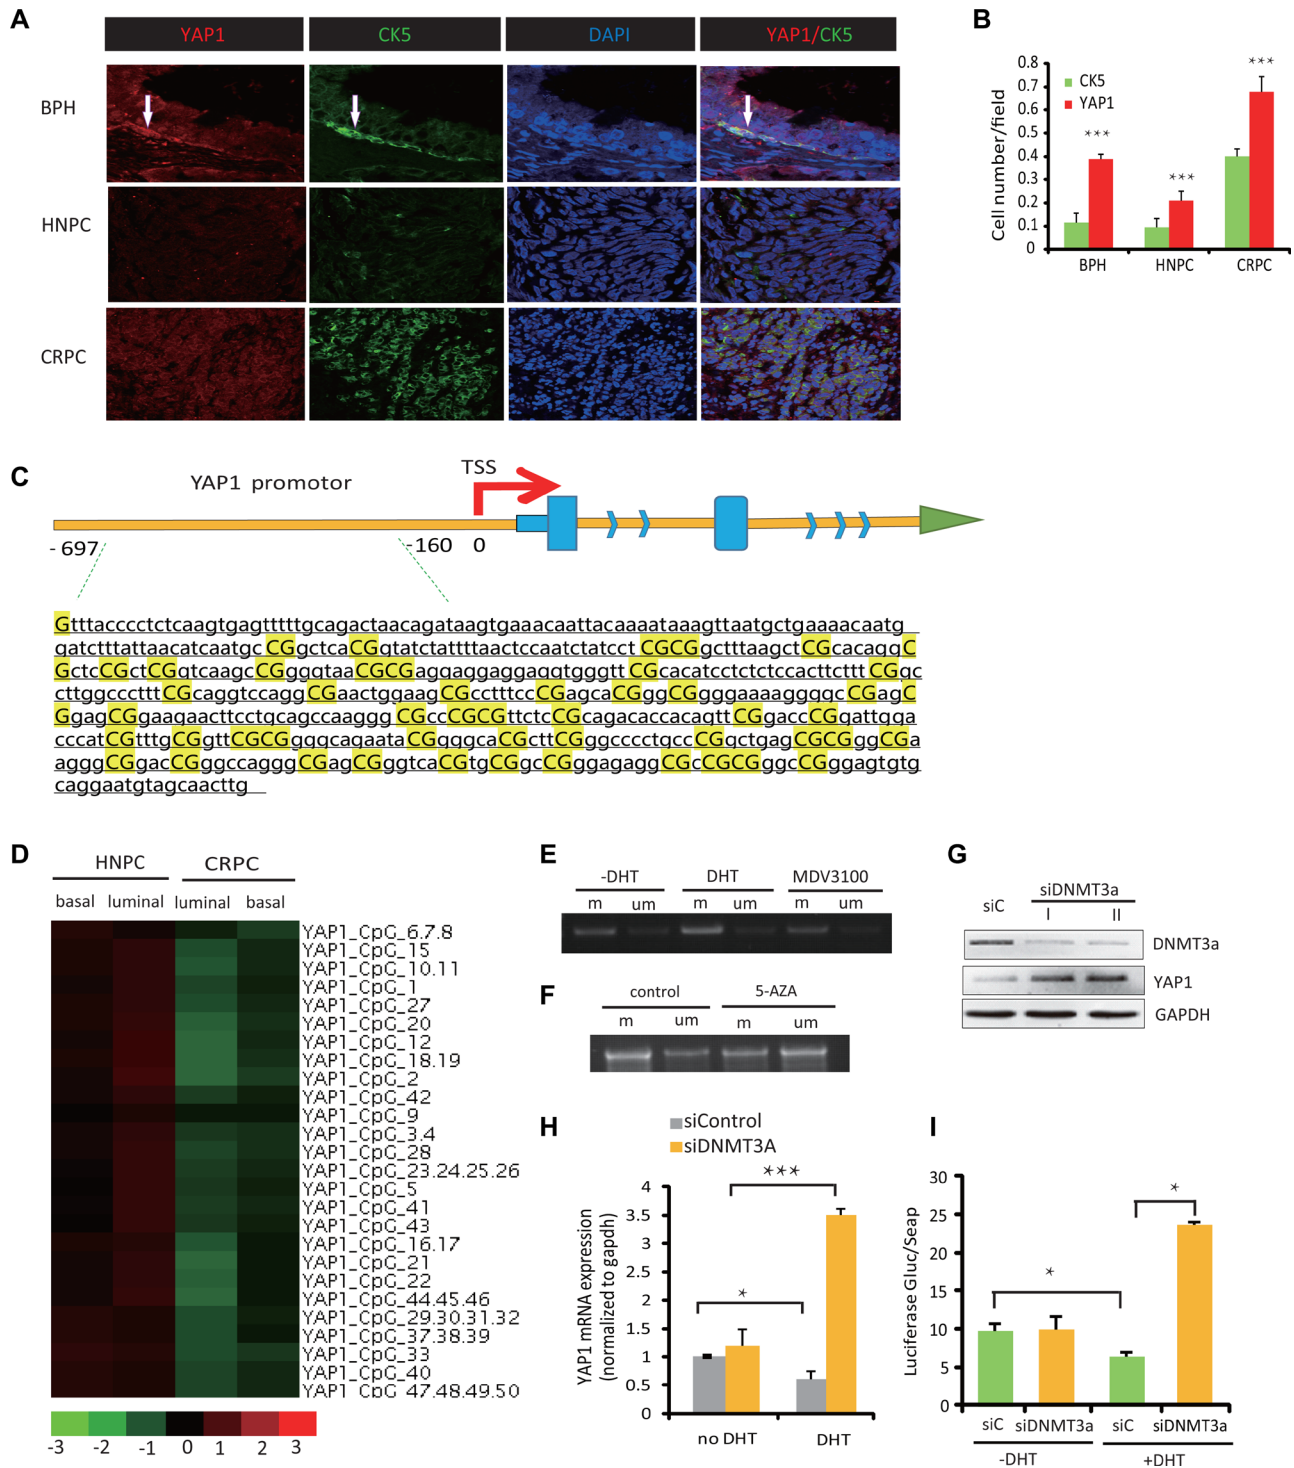 A
YAP1
CK5
DAPI
YAP1/CK5
BPH
HNPC
CRPC
B
0.8
0.7
0.6
0.5
0.4
0.3
0.2
0.1
0
Cell number/field
CK5
YAP1
***
***
***
BPH
HNPC
CRPC
C
YAP1 promotor
TSS
- 697
-160
0
Gtttacccctctcaagtgagtttttgcagactaacagataagtgaaacaattacaaaataaagttaatgctgaaaacaatg
gatctttattaacatcaatgc CGggctcaCGgtatctattttaactccaatctatcct CGCGggctttaagctCGcacaggC
GctcCGctCGgtcaagcCGgggtaaCGCGaggaggaggaggtgggttCGcacatcctctctccacttctttCGgc
cttggccctttCGcaggtccaggCGaactggaagCGcctttccCGagcaCGggCGgggaaaaggggcCGagC
GgagCGgaagaacttcctgcagccaaggg CGccCGCGttctcCGcagacaccacagttCGgaccCGgattgga
cccatCGtttgCGgttCGCGgggcagaataCGgggcaCGcttCGggcccctgccCGgctgagCGCGggCGa
agggCGgacCGggccagggCGagCGggtcaCGtgCGgcCGggagaggCGcCGCGggcCGggagtgtg
caggaatgtagcaacttg
D
HNPC
CRPC
basal luminal luminal basal
YAP1_CpG_6.7.8
YAP1_CpG_15
YAP1_CpG_10.11
YAP1_CpG_1
YAP1_CpG_27
YAP1_CpG_20
YAP1_CpG_12
YAP1_CpG_18.19
YAP1_CpG_2
YAP1_CpG_42
YAP1_CpG_9
YAP1_CpG_3.4
YAP1_CpG_28
YAP1_CpG_23.24.25.26
YAP1_CpG_5
YAP1_CpG_41
YAP1_CpG_43
YAP1_CpG_16.17
YAP1_CpG_21
YAP1_CpG_22
YAP1_CpG_44.45.46
YAP1_CpG_29.30.31.32
YAP1_CpG_37.38.39
YAP1_CpG_33
YAP1_CpG_40
YAP1_CpG_47.48.49.50
-3 -2 -1 0 1 2 3
E
-DHT DHT MDV3100
m um m um m um
F
control 5-AZA
m um m um
G
siC
siDNMT3a
I II
DNMT3a
YAP1
GAPDH
H
siControl
siDNMT3A
YAP1 mRNA expression
(normalized to gapdh)
4
3.5
3
2.5
2
1.5
1
0.5
0
***
*
no DHT
DHT
I
Luciferase Gluc/Seap
30
25
20
15
10
5
0
*
*
siC siDNMT3a siC siDNMT3a
-DHT
+DHT